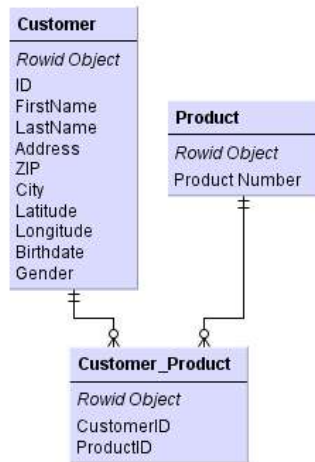 Customer
Rowid Object
ID
FirstName
LastName
Address
ZIP
City
Latitude
Longitude
Birthdate
Gender
Product
Rowid Object
Product Number
Customer_Product
Rowid Object
CustomerID
ProductID